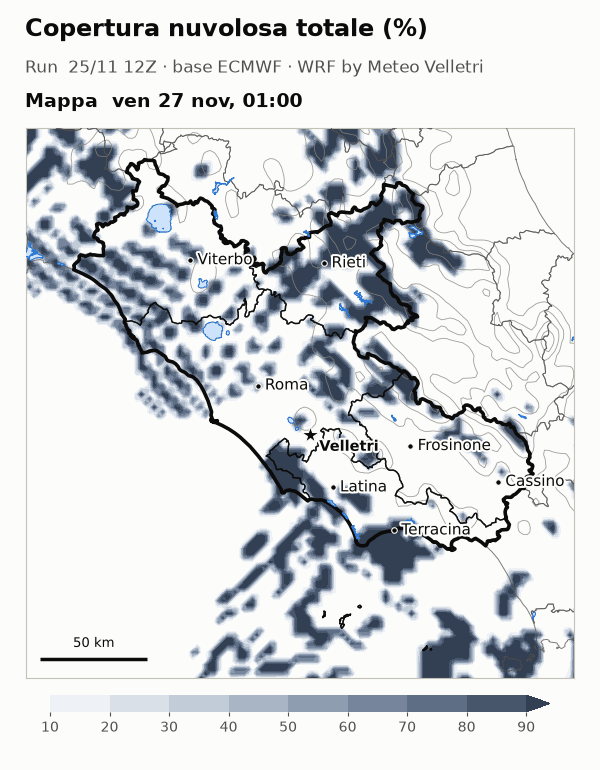 Copertura nuvolosa totale (%)
Run 25/11 12Z · base ECMWF · WRF by Meteo Velletri
Mappa ven 27 nov, 01:00
Viterbo
Rieti
Roma
Velletri
Frosinone
Cassino
Latina
Terracina
50 km
10 20 30 40 50 60 70 80 90